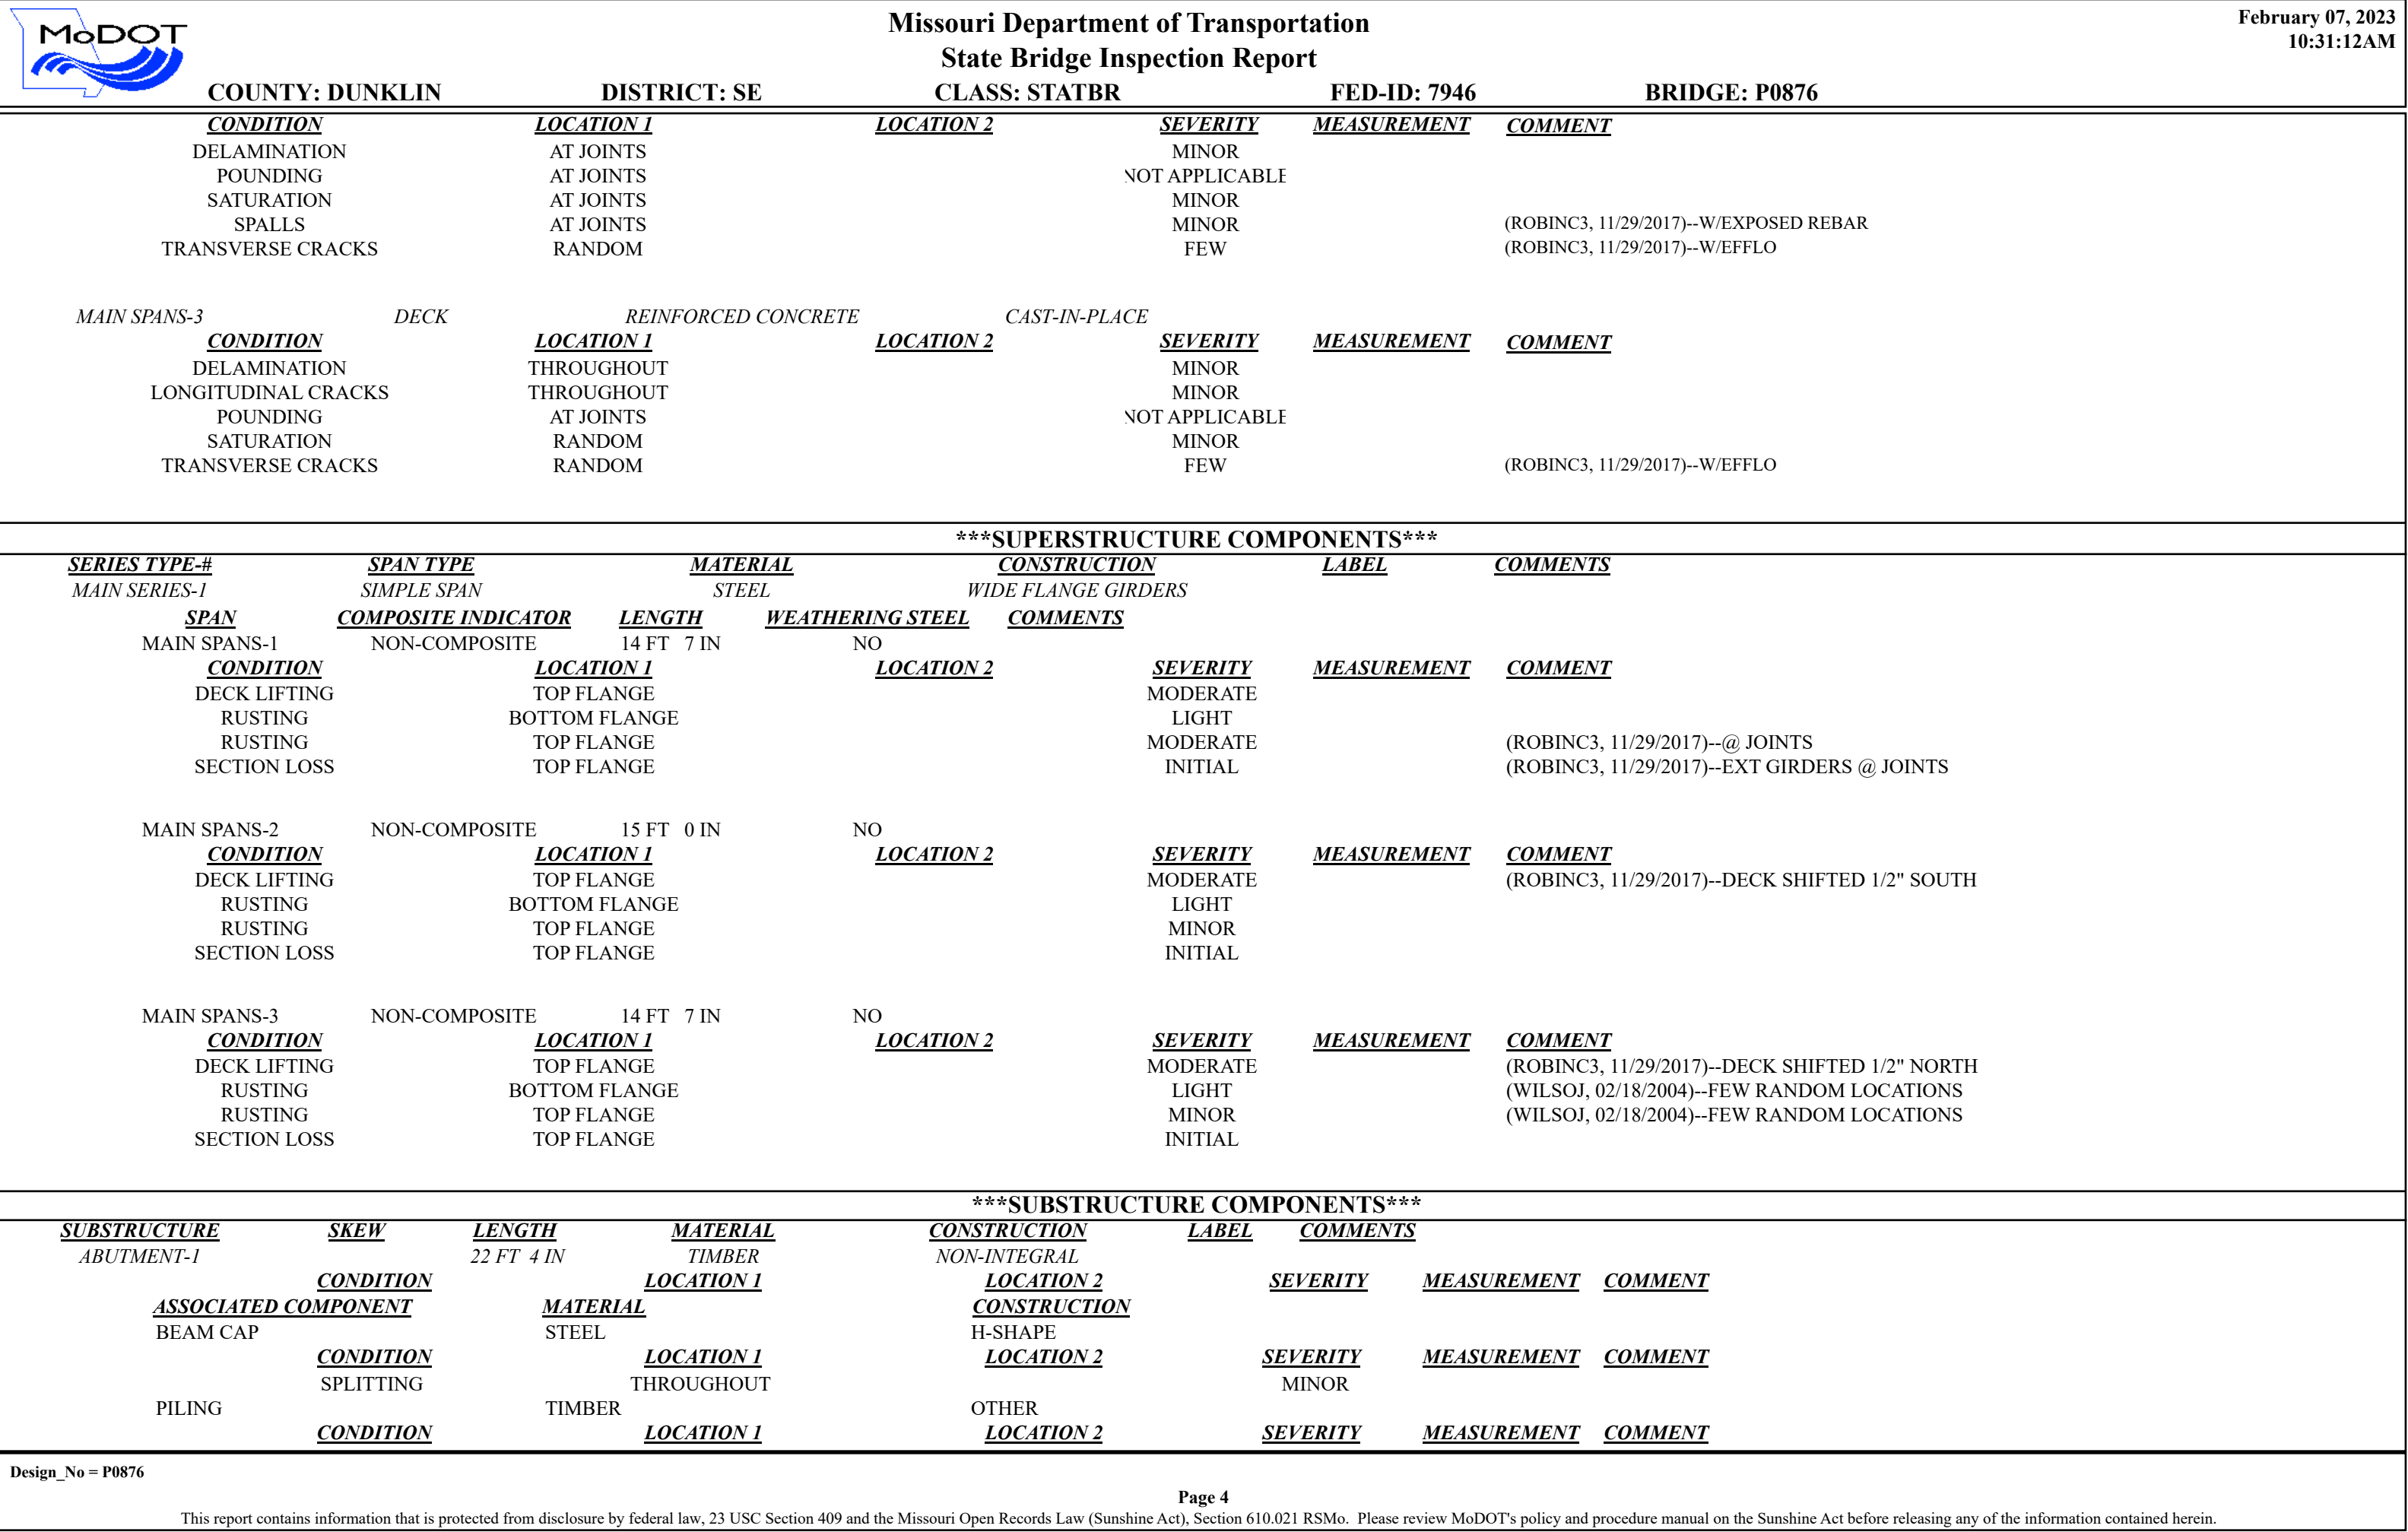 MoDOT
Missouri Department of Transportation
State Bridge Inspection Report
February 07, 2023
10:31:12AM
COUNTY: DUNKLIN DISTRICT: SE CLASS: STATBR FED-ID: 7946 BRIDGE: P0876
CONDITION LOCATION 1 LOCATION 2 SEVERITY MEASUREMENT COMMENT
DELAMINATION AT JOINTS MINOR
POUNDING AT JOINTS NOT APPLICABLE
SATURATION AT JOINTS MINOR
SPALLS AT JOINTS MINOR (ROBINC3, 11/29/2017)--W/EXPOSED REBAR
TRANSVERSE CRACKS RANDOM FEW (ROBINC3, 11/29/2017)--W/EFFLO
MAIN SPANS-3 DECK REINFORCED CONCRETE CAST-IN-PLACE
CONDITION LOCATION 1 LOCATION 2 SEVERITY MEASUREMENT COMMENT
DELAMINATION THROUGHOUT MINOR
LONGITUDINAL CRACKS THROUGHOUT MINOR
POUNDING AT JOINTS NOT APPLICABLE
SATURATION RANDOM MINOR
TRANSVERSE CRACKS RANDOM FEW (ROBINC3, 11/29/2017)--W/EFFLO
***SUPERSTRUCTURE COMPONENTS***
SERIES TYPE-# SPAN TYPE MATERIAL CONSTRUCTION LABEL COMMENTS
MAIN SERIES-1 SIMPLE SPAN STEEL WIDE FLANGE GIRDERS
SPAN COMPOSITE INDICATOR LENGTH WEATHERING STEEL COMMENTS
MAIN SPANS-1 NON-COMPOSITE 14 FT 7 IN NO
CONDITION LOCATION 1 LOCATION 2 SEVERITY MEASUREMENT COMMENT
DECK LIFTING TOP FLANGE MODERATE
RUSTING BOTTOM FLANGE LIGHT
RUSTING TOP FLANGE MODERATE (ROBINC3, 11/29/2017)--@ JOINTS
SECTION LOSS TOP FLANGE INITIAL (ROBINC3, 11/29/2017)--EXT GIRDERS @ JOINTS
MAIN SPANS-2 NON-COMPOSITE 15 FT 0 IN NO
CONDITION LOCATION 1 LOCATION 2 SEVERITY MEASUREMENT COMMENT
DECK LIFTING TOP FLANGE MODERATE (ROBINC3, 11/29/2017)--DECK SHIFTED 1/2" SOUTH
RUSTING BOTTOM FLANGE LIGHT
RUSTING TOP FLANGE MINOR
SECTION LOSS TOP FLANGE INITIAL
MAIN SPANS-3 NON-COMPOSITE 14 FT 7 IN NO
CONDITION LOCATION 1 LOCATION 2 SEVERITY MEASUREMENT COMMENT
DECK LIFTING TOP FLANGE MODERATE (ROBINC3, 11/29/2017)--DECK SHIFTED 1/2" NORTH
RUSTING BOTTOM FLANGE LIGHT (WILSOJ, 02/18/2004)--FEW RANDOM LOCATIONS
RUSTING TOP FLANGE MINOR (WILSOJ, 02/18/2004)--FEW RANDOM LOCATIONS
SECTION LOSS TOP FLANGE INITIAL
***SUBSTRUCTURE COMPONENTS***
SUBSTRUCTURE SKEW LENGTH MATERIAL CONSTRUCTION LABEL COMMENTS
ABUTMENT-1 22 FT 4 IN TIMBER NON-INTEGRAL
CONDITION LOCATION 1 LOCATION 2 SEVERITY MEASUREMENT COMMENT
ASSOCIATED COMPONENT MATERIAL CONSTRUCTION
BEAM CAP STEEL H-SHAPE
CONDITION LOCATION 1 LOCATION 2 SEVERITY MEASUREMENT COMMENT
SPLITTING THROUGHOUT MINOR
PILING TIMBER OTHER
CONDITION LOCATION 1 LOCATION 2 SEVERITY MEASUREMENT COMMENT
Design_No = P0876
Page 4
This report contains information that is protected from disclosure by federal law, 23 USC Section 409 and the Missouri Open Records Law (Sunshine Act), Section 610.021 RSMo. Please review MoDOT's policy and procedure manual on the Sunshine Act before releasing any of the information contained herein.